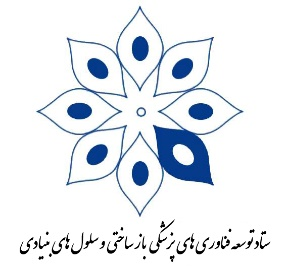 ستاد توسعه فناوری های پزشکی بازساختی و سلول های بنیادی